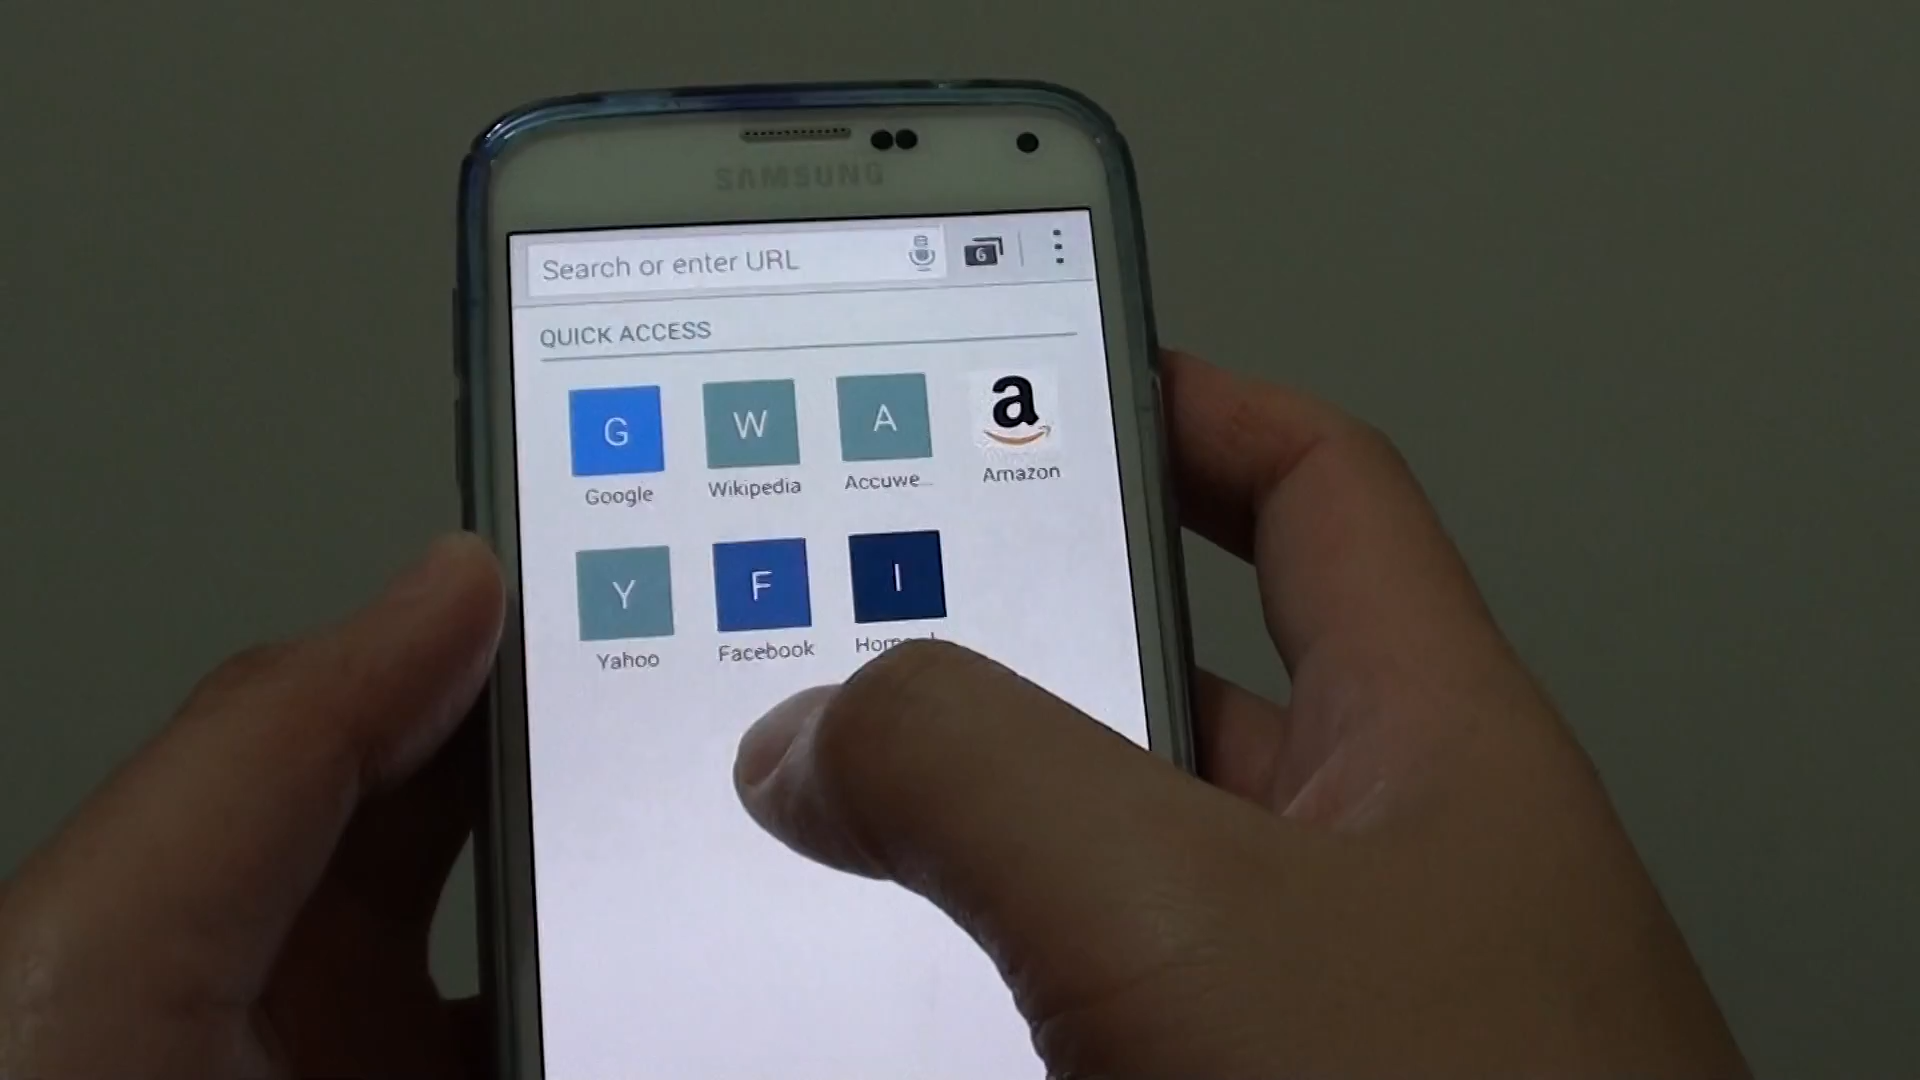 SAMSUNG
Search or enter URL
6
QUICK ACCESS
G W A a
Google Wikipedia Accuwe... Amazon
Y F I
Yahoo Facebook